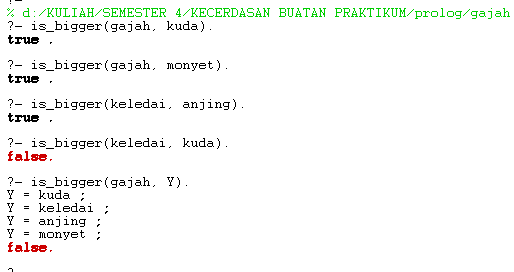 % d:/KULIAH/SEMESTER 4/KECERDASAN BUATAN PRAKTIKUM/prolog/gajah
?- is_bigger(gajah, kuda).
true .
?- is_bigger(gajah, monyet).
true .
?- is_bigger(keledai, anjing).
true .
?- is_bigger(keledai, kuda).
false.
?- is_bigger(gajah, Y).
Y = kuda ;
Y = keledai ;
Y = anjing ;
Y = monyet ;
false.